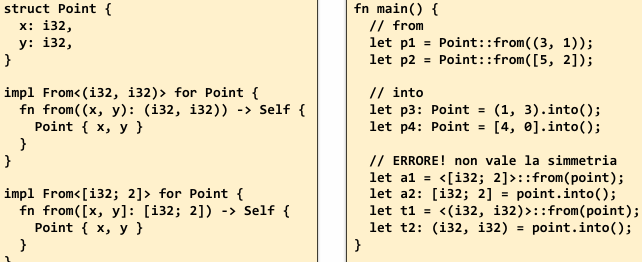 struct Point {
  x: i32,
  y: i32,
}

impl From<(i32, i32)> for Point {
  fn from((x, y): (i32, i32)) -> Self {
    Point { x, y }
  }
}

impl From<[i32; 2]> for Point {
  fn from([x, y]: [i32; 2]) -> Self {
    Point { x, y }
  }
}
fn main() {
  // from
  let p1 = Point::from((3, 1));
  let p2 = Point::from([5, 2]);

  // into
  let p3: Point = (1, 3).into();
  let p4: Point = [4, 0].into();

  // ERRORE! non vale la simmetria
  let a1 = <[i32; 2]>::from(point);
  let a2: [i32; 2] = point.into();
  let t1 = <(i32, i32)>::from(point);
  let t2: (i32, i32) = point.into();
}